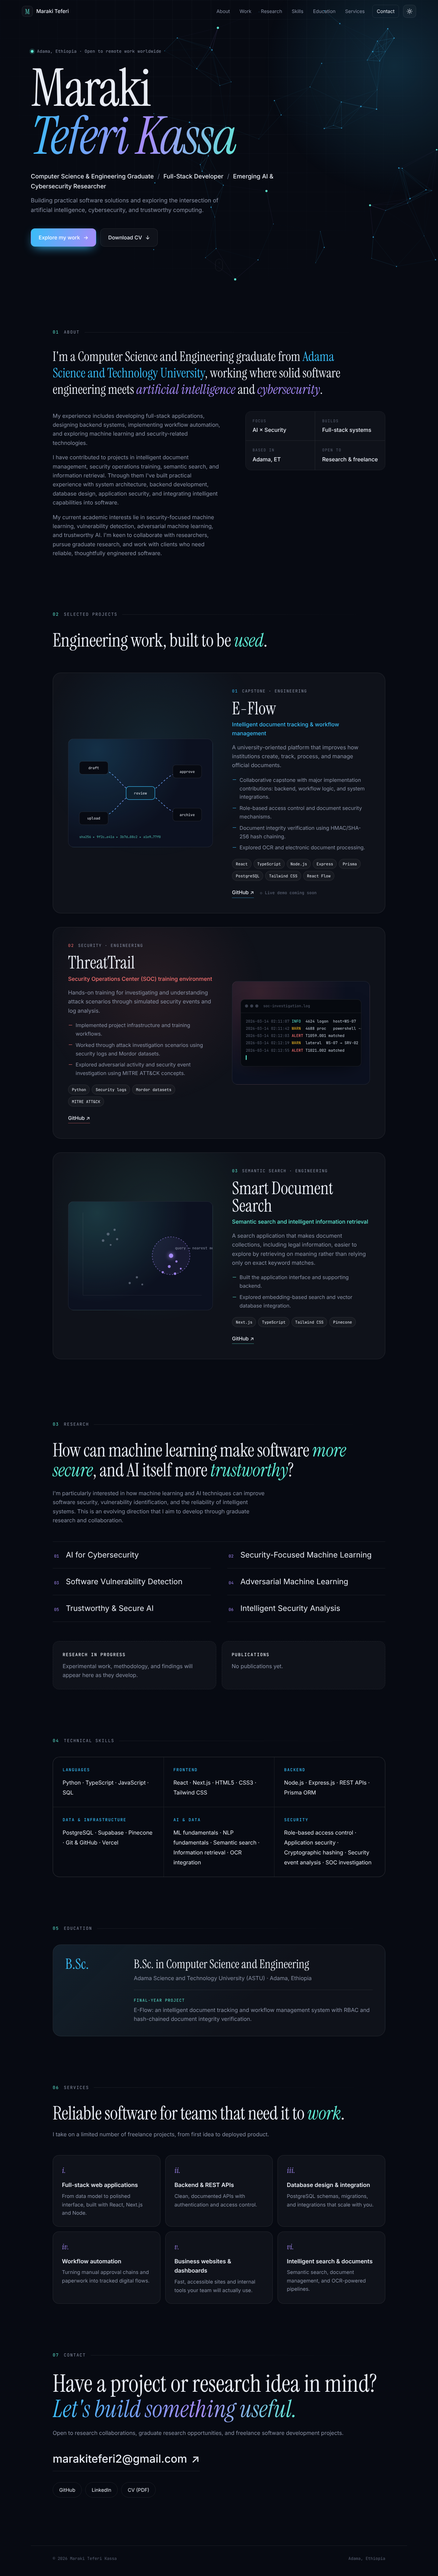 M Maraki Teferi
About Work Research Skills Education Services Contact
Adama, Ethiopia · Open to remote work worldwide
Maraki
Teferi Kassa
Computer Science & Engineering Graduate / Full-Stack Developer / Emerging AI &
Cybersecurity Researcher
Building practical software solutions and exploring the intersection of
artificial intelligence, cybersecurity, and trustworthy computing.
Explore my work → Download CV ↓
01 ABOUT
I'm a Computer Science and Engineering graduate from Adama
Science and Technology University, working where solid software
engineering meets artificial intelligence and cybersecurity.
My experience includes developing full-stack applications,
designing backend systems, implementing workflow automation,
and exploring machine learning and security-related
technologies.
I have contributed to projects in intelligent document
management, security operations training, semantic search, and
information retrieval. Through them I've built practical
experience with system architecture, backend development,
database design, application security, and integrating intelligent
capabilities into software.
My current academic interests lie in security-focused machine
learning, vulnerability detection, adversarial machine learning,
and trustworthy AI. I'm keen to collaborate with researchers,
pursue graduate research, and work with clients who need
reliable, thoughtfully engineered software.
FOCUS
AI × Security
BUILDS
Full-stack systems
BASED IN
Adama, ET
OPEN TO
Research & freelance
02 SELECTED PROJECTS
Engineering work, built to be used.
draft
approve
review
upload
archive
01 CAPSTONE · ENGINEERING
E-Flow
Intelligent document tracking & workflow
management
A university-oriented platform that improves how
institutions create, track, process, and manage
official documents.
— Collaborative capstone with major implementation
contributions: backend, workflow logic, and system
integrations.
— Role-based access control and document security
mechanisms.
— Document integrity verification using HMAC/SHA-
256 hash chaining.
— Explored OCR and electronic document processing.
React TypeScript Node.js Express Prisma
PostgreSQL Tailwind CSS React Flow
GitHub ↗ Live demo coming soon
02 SECURITY · ENGINEERING
ThreatTrail
Security Operations Center (SOC) training environment
Hands-on training for investigating and understanding
attack scenarios through simulated security events and
log analysis.
— Implemented project infrastructure and training
workflows.
— Worked through attack investigation scenarios using
security logs and Mordor datasets.
— Explored adversarial activity and security event
investigation using MITRE ATT&CK concepts.
Python Security logs Mordor datasets
MITRE ATT&CK
GitHub ↗
soc-investigation.log
03 SEMANTIC SEARCH · ENGINEERING
Smart Document
Search
Semantic search and intelligent information retrieval
A search application that makes document
collections, including legal information, easier to
explore by retrieving on meaning rather than relying
only on exact keyword matches.
— Built the application interface and supporting
backend.
— Explored embedding-based search and vector
database integration.
Next.js TypeScript Tailwind CSS Pinecone
GitHub ↗
03 RESEARCH
How can machine learning make software more
secure, and AI itself more trustworthy?
I'm particularly interested in how machine learning and AI techniques can improve
software security, vulnerability identification, and the reliability of intelligent
systems. This is an evolving direction that I aim to develop through graduate
research and collaboration.
01 AI for Cybersecurity
02 Security-Focused Machine Learning
03 Software Vulnerability Detection
04 Adversarial Machine Learning
05 Trustworthy & Secure AI
06 Intelligent Security Analysis
RESEARCH IN PROGRESS
Experimental work, methodology, and findings will
appear here as they develop.
PUBLICATIONS
No publications yet.
04 TECHNICAL SKILLS
LANGUAGES
Python · TypeScript · JavaScript ·
SQL
FRONTEND
React · Next.js · HTML5 · CSS3 ·
Tailwind CSS
BACKEND
Node.js · Express.js · REST APIs ·
Prisma ORM
DATA & INFRASTRUCTURE
PostgreSQL · Supabase · Pinecone
· Git & GitHub · Vercel
AI & DATA
ML fundamentals · NLP
fundamentals · Semantic search ·
Information retrieval · OCR
integration
SECURITY
Role-based access control ·
Application security ·
Cryptographic hashing · Security
event analysis · SOC investigation
05 EDUCATION
B.Sc.
B.Sc. in Computer Science and Engineering
Adama Science and Technology University (ASTU) · Adama, Ethiopia
FINAL-YEAR PROJECT
E-Flow: an intelligent document tracking and workflow management system with RBAC and
hash-chained document integrity verification.
06 SERVICES
Reliable software for teams that need it to work.
I take on a limited number of freelance projects, from first idea to deployed product.
i.
Full-stack web applications
From data model to polished
interface, built with React, Next.js
and Node.
ii.
Backend & REST APIs
Clean, documented APIs with
authentication and access control.
iii.
Database design & integration
PostgreSQL schemas, migrations,
and integrations that scale with you.
iv.
Workflow automation
Turning manual approval chains and
paperwork into tracked digital flows.
v.
Business websites &
dashboards
Fast, accessible sites and internal
tools your team will actually use.
vi.
Intelligent search & documents
Semantic search, document
management, and OCR-powered
pipelines.
07 CONTACT
Have a project or research idea in mind?
Let's build something useful.
Open to research collaborations, graduate research opportunities, and freelance software development projects.
marakiteferi2@gmail.com ↗
GitHub LinkedIn CV (PDF)
© 2026 Maraki Teferi Kassa
Adama, Ethiopia